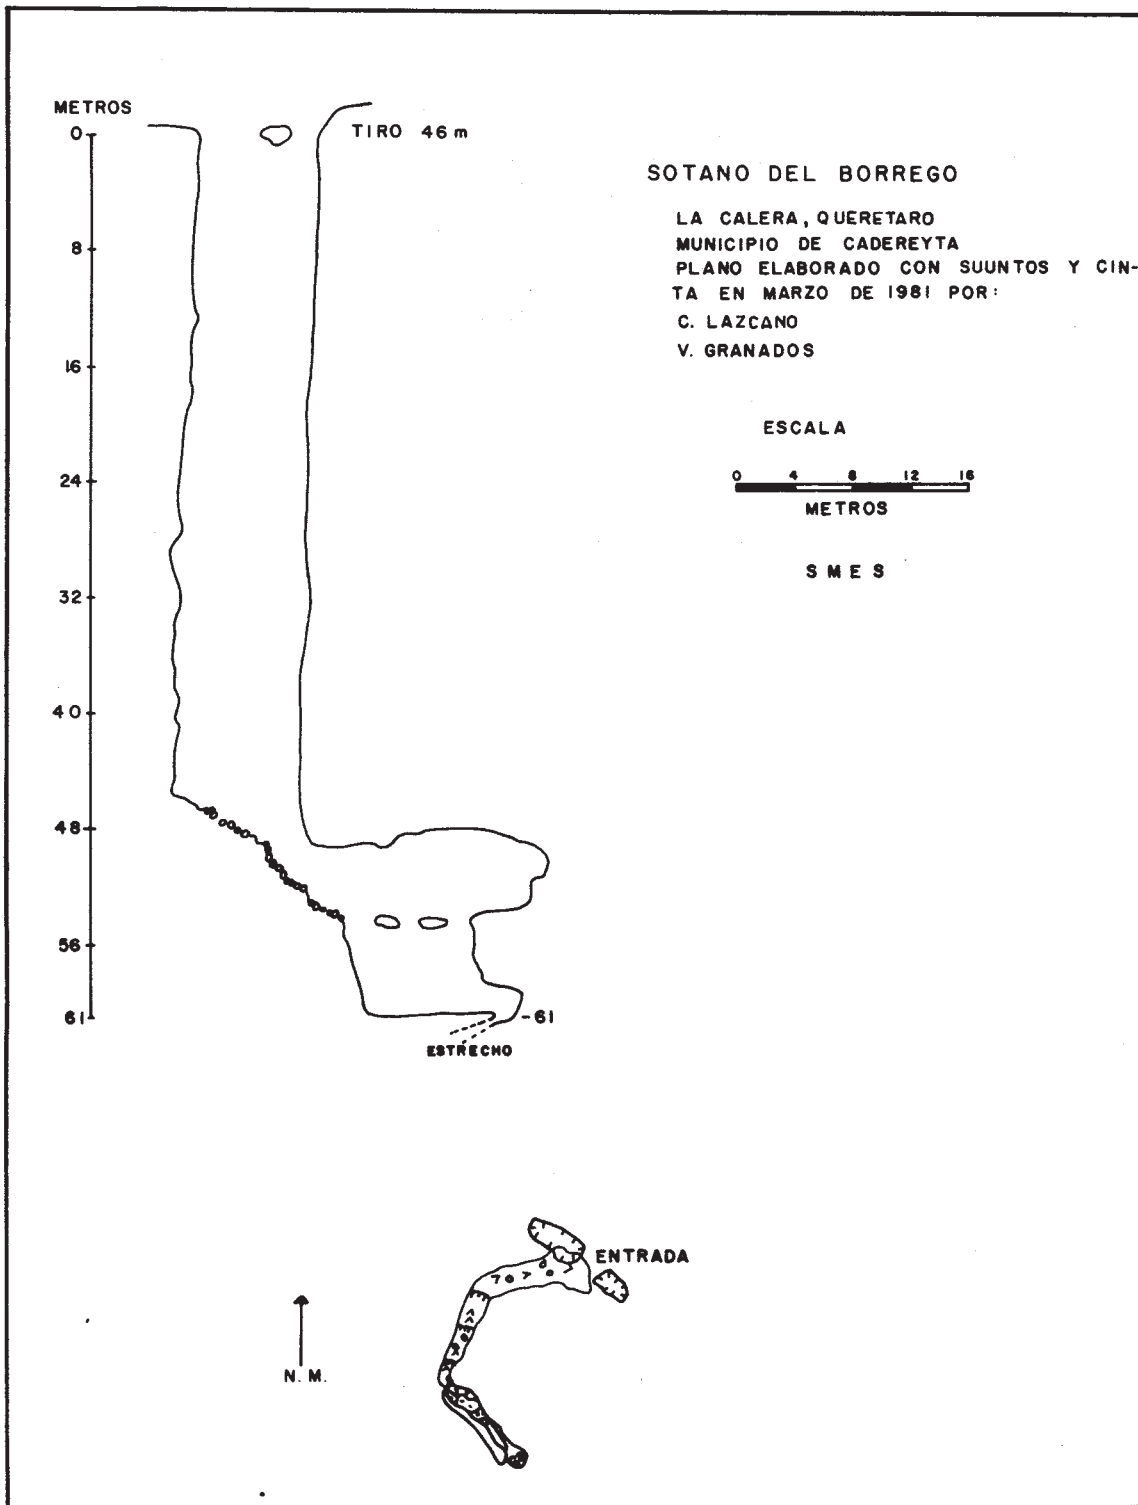 METROS
0
TIRO 46 m
8
16
24
32
40
48
56
61
-61
ESTRECHO
SOTANO DEL BORREGO
LA CALERA, QUERETARO
MUNICIPIO DE CADEREYTA
PLANO ELABORADO CON SUUNTOS Y CIN-
TA EN MARZO DE 1981 POR:
C. LAZCANO
V. GRANADOS
ESCALA
0 4 8 12 16
METROS
S M E S
ENTRADA
N. M.